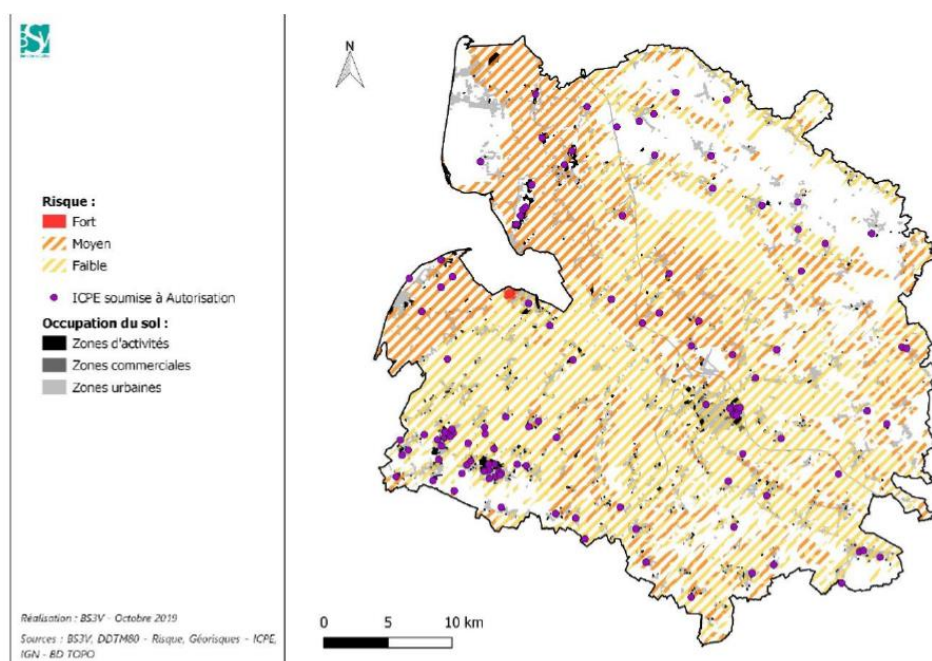 BS3V
N
Risque :
Fort
Moyen
Faible
ICPE soumise à Autorisation
Occupation du sol :
Zones d'activités
Zones commerciales
Zones urbaines
Réalisation : BS3V - Octobre 2019
Sources : BS3V, DDTM80 - Risque, Géorisques - ICPE,
IGN - BD TOPO
0 5 10 km